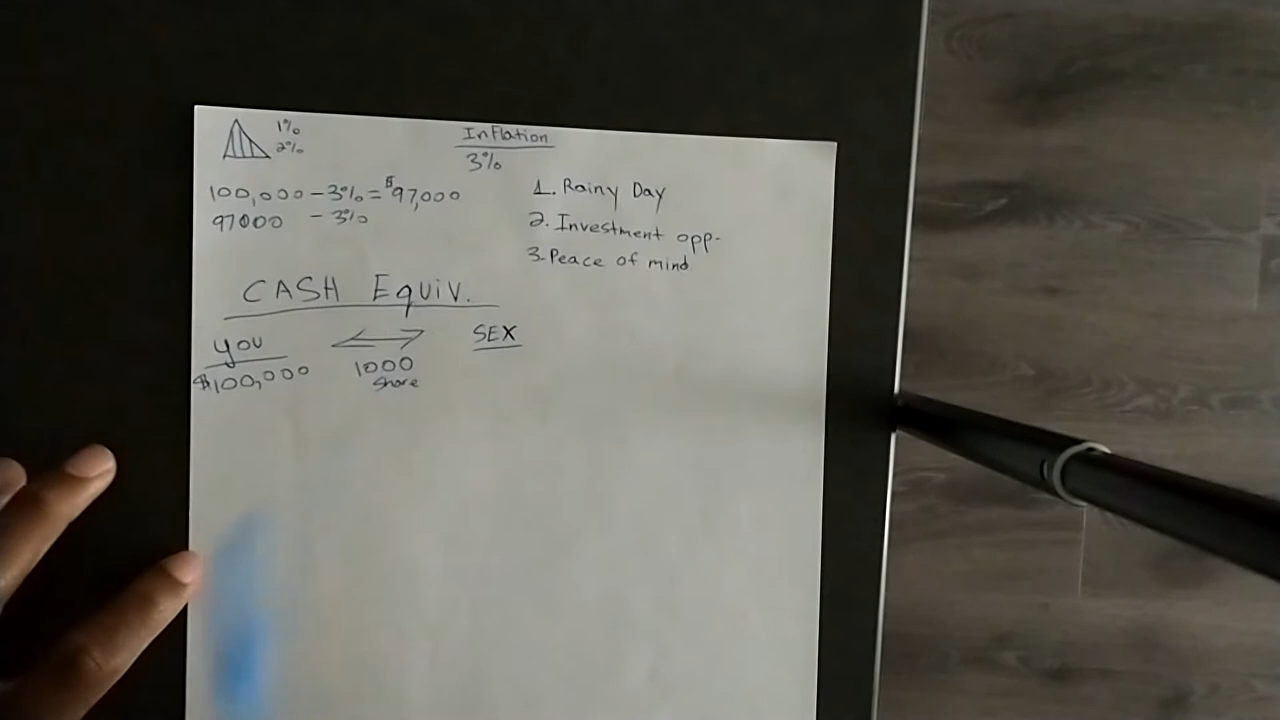 1%
2%
Inflation
3%
100,000 - 3% = $97,000
97000 - 3%
1. Rainy Day
2. Investment opp-
3. Peace of mind
CASH Equiv.
you
SEX
$100,000
1000
Share